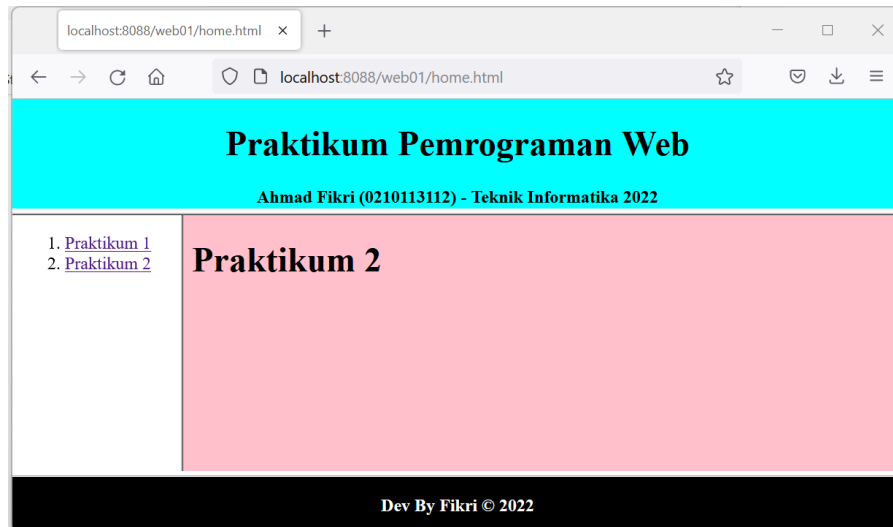 localhost:8088/web01/home.html
localhost:8088/web01/home.html
Praktikum Pemrograman Web
Ahmad Fikri (0210113112) - Teknik Informatika 2022
1. Praktikum 1
2. Praktikum 2
Praktikum 2
Dev By Fikri © 2022